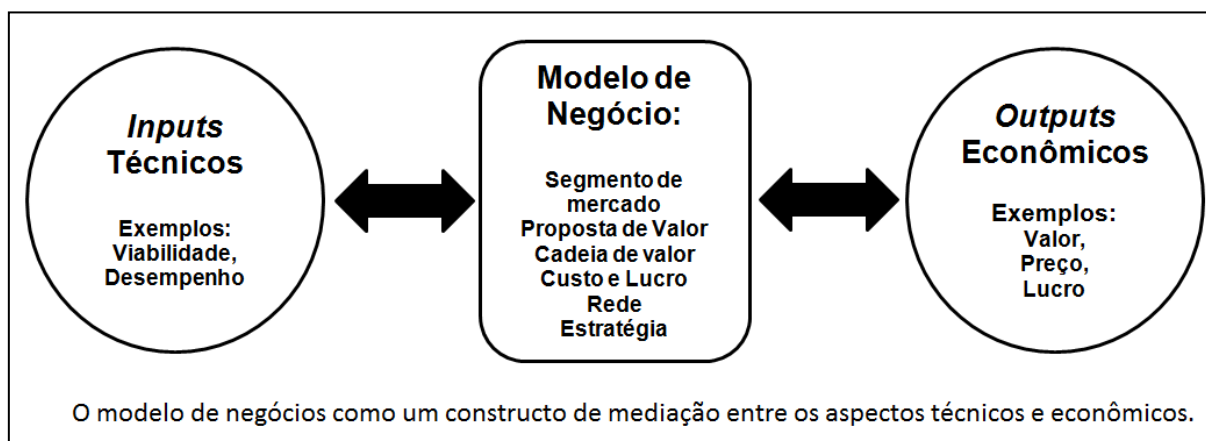 Inputs
Técnicos
Exemplos:
Viabilidade,
Desempenho
Modelo de
Negócio:
Segmento de
mercado
Proposta de Valor
Cadeia de valor
Custo e Lucro
Rede
Estratégia
Outputs
Econômicos
Exemplos:
Valor,
Preço,
Lucro
O modelo de negócios como um constructo de mediação entre os aspectos técnicos e econômicos.